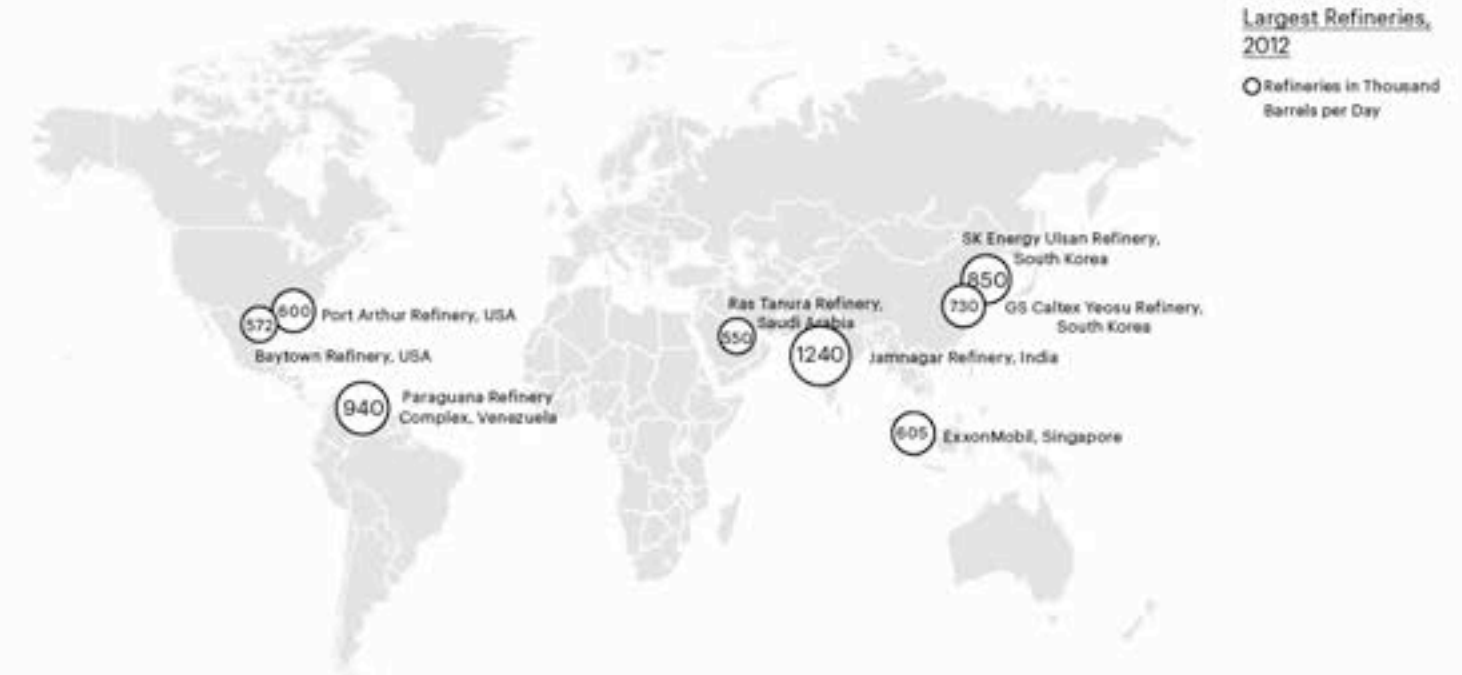 Largest Refineries,
2012
Refineries in Thousand
Barrels per Day
SK Energy Ulsan Refinery,
South Korea
850
730
GS Caltex Yeosu Refinery,
South Korea
Ras Tanura Refinery,
Saudi Arabia
550
1240
Jamnagar Refinery, India
600
Port Arthur Refinery, USA
572
Baytown Refinery, USA
940
Paraguana Refinery
Complex, Venezuela
605
ExxonMobil, Singapore